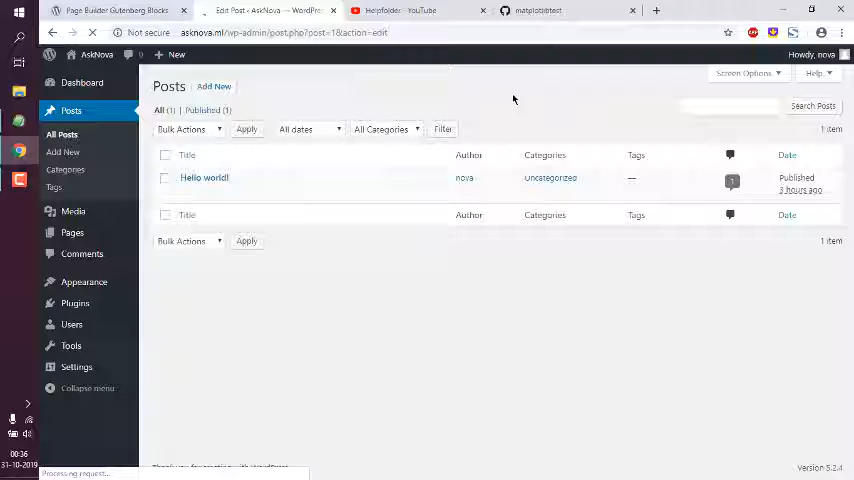 Page Builder Gutenberg Blocks
Edit Post ‹ AskNova — WordPre
Helpfolder - YouTube
matplotlibtest
Not secure asknova.ml/wp-admin/post.php?post=1&action=edit
AskNova 0 New Howdy, nova
Dashboard
Posts
All Posts
Add New
Categories
Tags
Media
Pages
Comments
Appearance
Plugins
Users
Tools
Settings
Collapse menu
Screen Options Help
Posts Add New
All (1) | Published (1)
Search Posts
Bulk Actions Apply All dates All Categories Filter 1 item
Title Author Categories Tags Date
Hello world! nova Uncategorized — 1 Published
3 hours ago
Title Author Categories Tags Date
Bulk Actions Apply 1 item
Version 5.2.4
Processing request...
00:36
31-10-2019